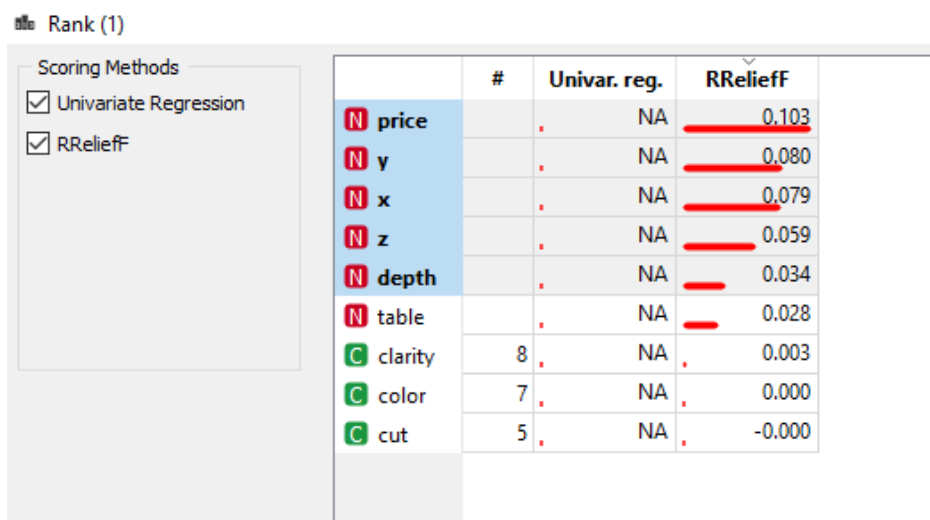 Rank (1)
Scoring Methods
Univariate Regression
RReliefF
# Univar. reg. RReliefF
N price NA 0.103
N y NA 0.080
N x NA 0.079
N z NA 0.059
N depth NA 0.034
N table NA 0.028
C clarity 8 NA 0.003
C color 7 NA 0.000
C cut 5 NA -0.000